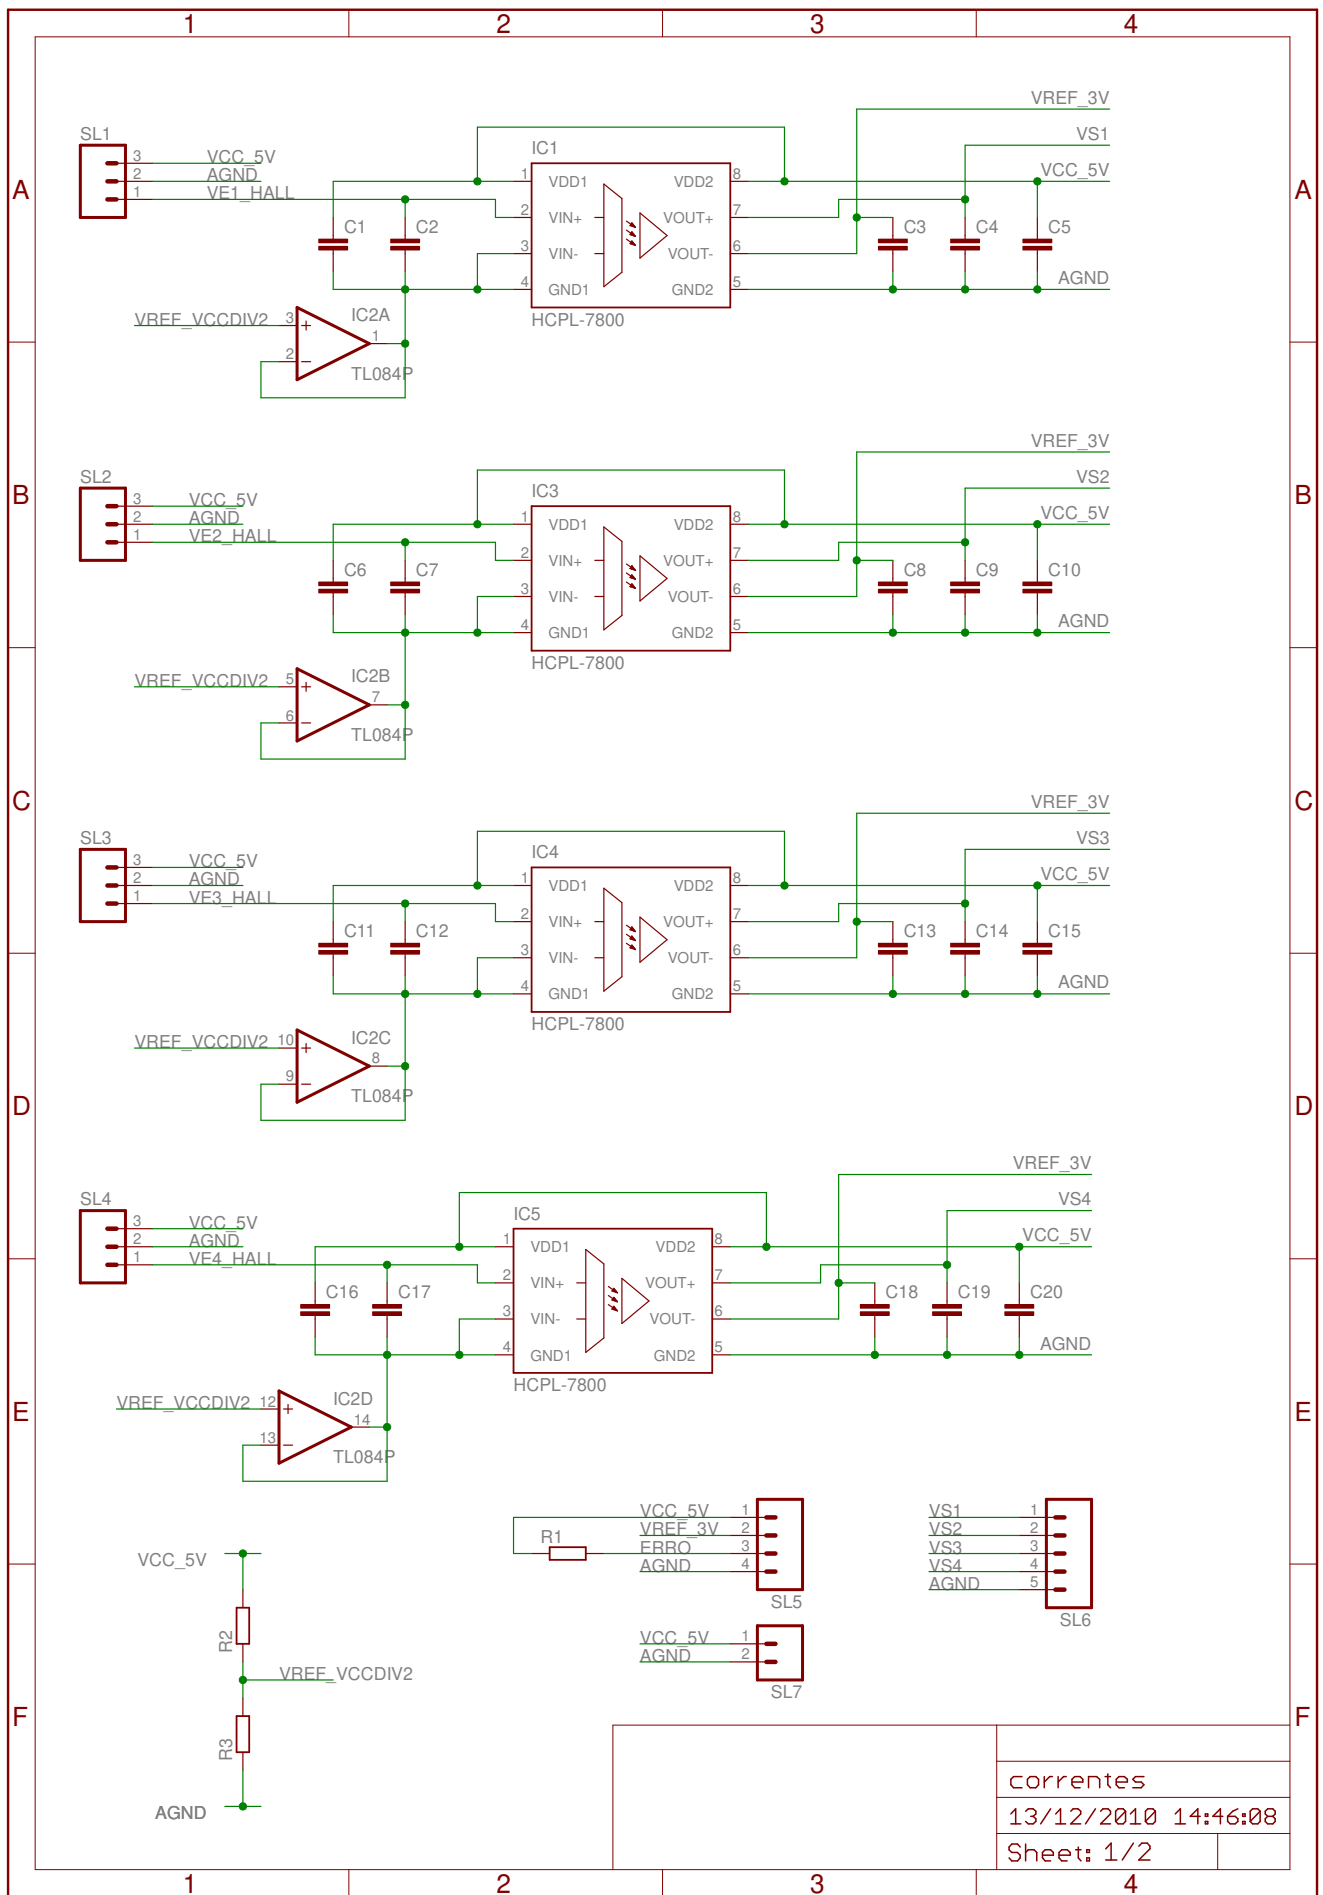 1 2 3 4
A A
B B
C C
D D
E E
F F
SL1
3 VCC_5V
2 AGND
1 VE1_HALL
C1
C2
IC1
1 VDD1 VDD2 8
2 VIN+ VOUT+ 7
3 VIN- VOUT- 6
4 GND1 GND2 5
HCPL-7800
VREF_3V
VS1
VCC_5V
C3
C4
C5
AGND
VREF_VCCDIV2 3 +
2 −
IC2A
1
TL084P
SL2
3 VCC_5V
2 AGND
1 VE2_HALL
C6
C7
IC3
1 VDD1 VDD2 8
2 VIN+ VOUT+ 7
3 VIN- VOUT- 6
4 GND1 GND2 5
HCPL-7800
VREF_3V
VS2
VCC_5V
C8
C9
C10
AGND
VREF_VCCDIV2 5 +
6 −
IC2B
7
TL084P
SL3
3 VCC_5V
2 AGND
1 VE3_HALL
C11
C12
IC4
1 VDD1 VDD2 8
2 VIN+ VOUT+ 7
3 VIN- VOUT- 6
4 GND1 GND2 5
HCPL-7800
VREF_3V
VS3
VCC_5V
C13
C14
C15
AGND
VREF_VCCDIV2 10 +
9 −
IC2C
8
TL084P
SL4
3 VCC_5V
2 AGND
1 VE4_HALL
C16
C17
IC5
1 VDD1 VDD2 8
2 VIN+ VOUT+ 7
3 VIN- VOUT- 6
4 GND1 GND2 5
HCPL-7800
VREF_3V
VS4
VCC_5V
C18
C19
C20
AGND
VREF_VCCDIV2 12 +
13 −
IC2D
14
TL084P
VCC_5V
R2
VREF_VCCDIV2
R3
AGND
R1
VCC_5V 1
VREF_3V 2
ERRO 3
AGND 4
SL5
VCC_5V 1
AGND 2
SL7
VS1 1
VS2 2
VS3 3
VS4 4
AGND 5
SL6
correntes
13/12/2010 14:46:08
Sheet: 1/2
1 2 3 4